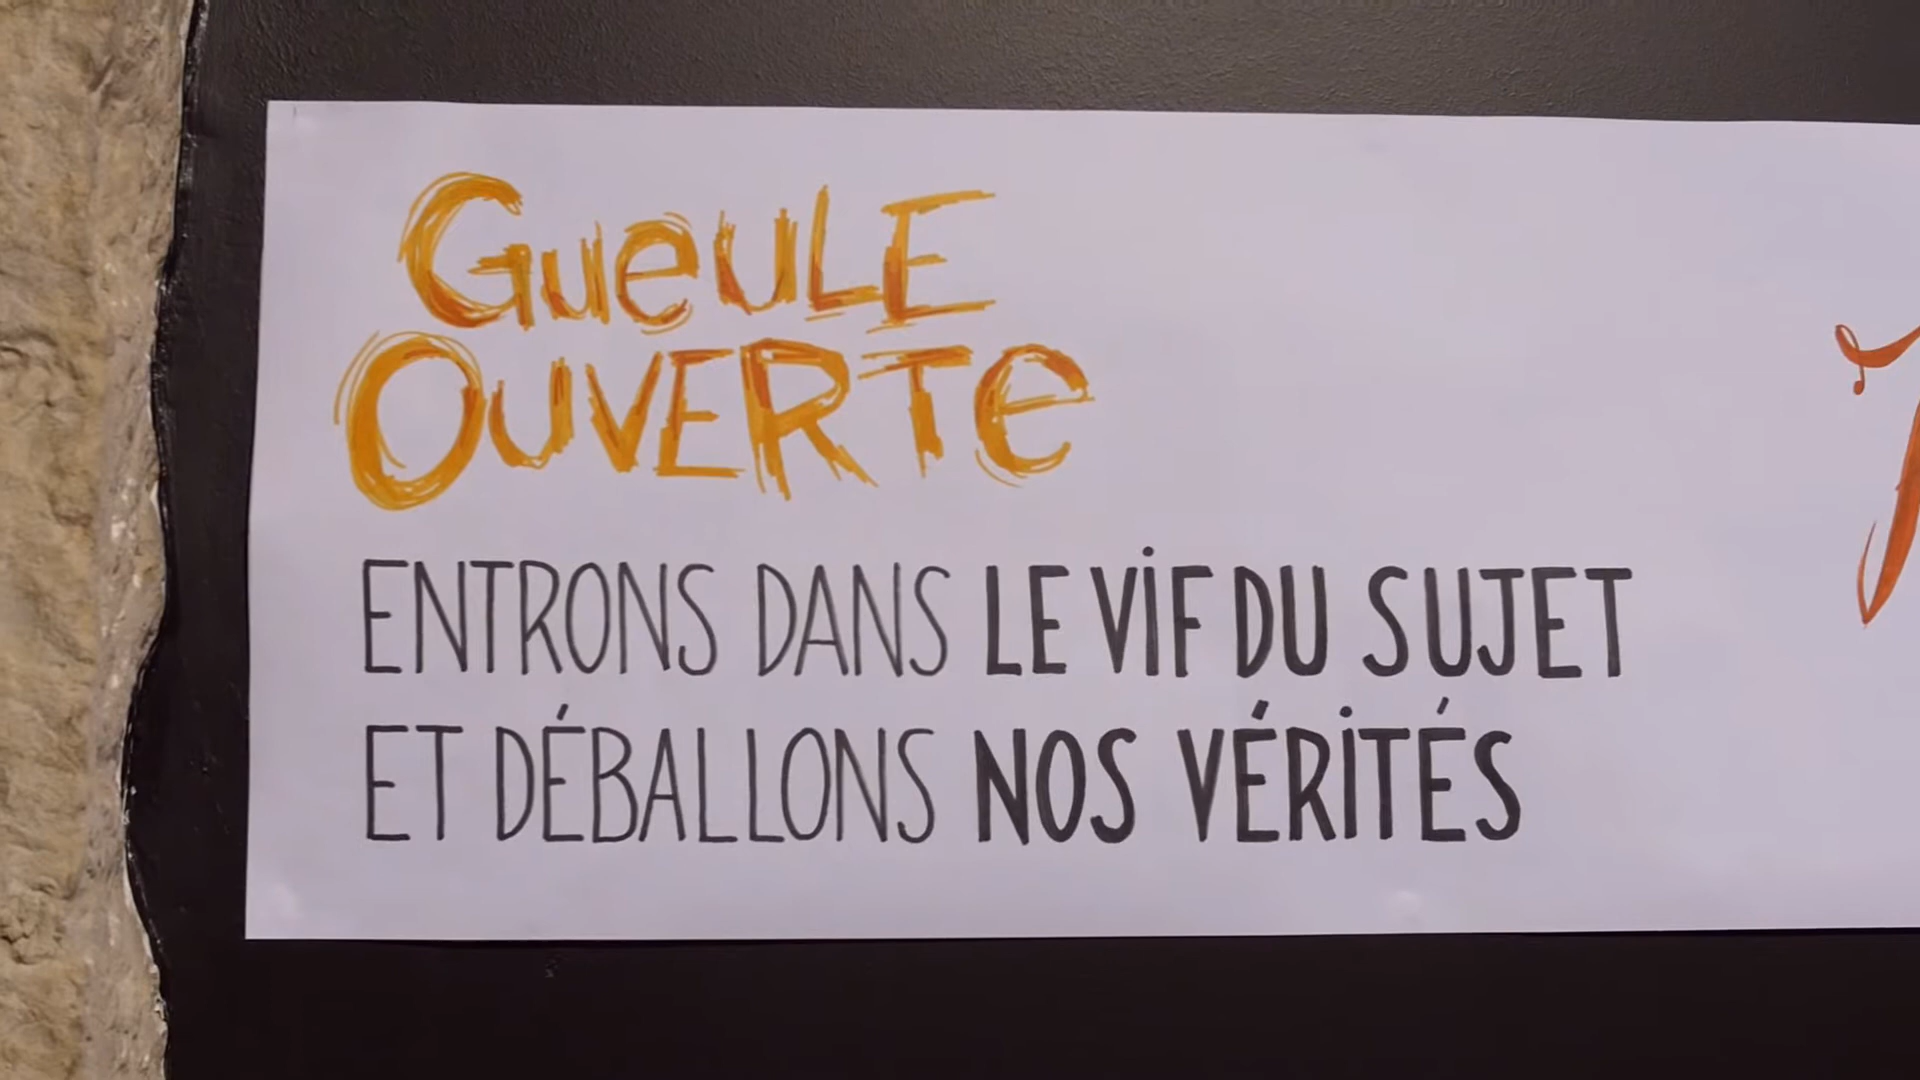 GueuLE
OUVERTe
ENTRONS DANS LE ViF DU SUJET
ET DÉBALLONS NOS VÉRiTÉS